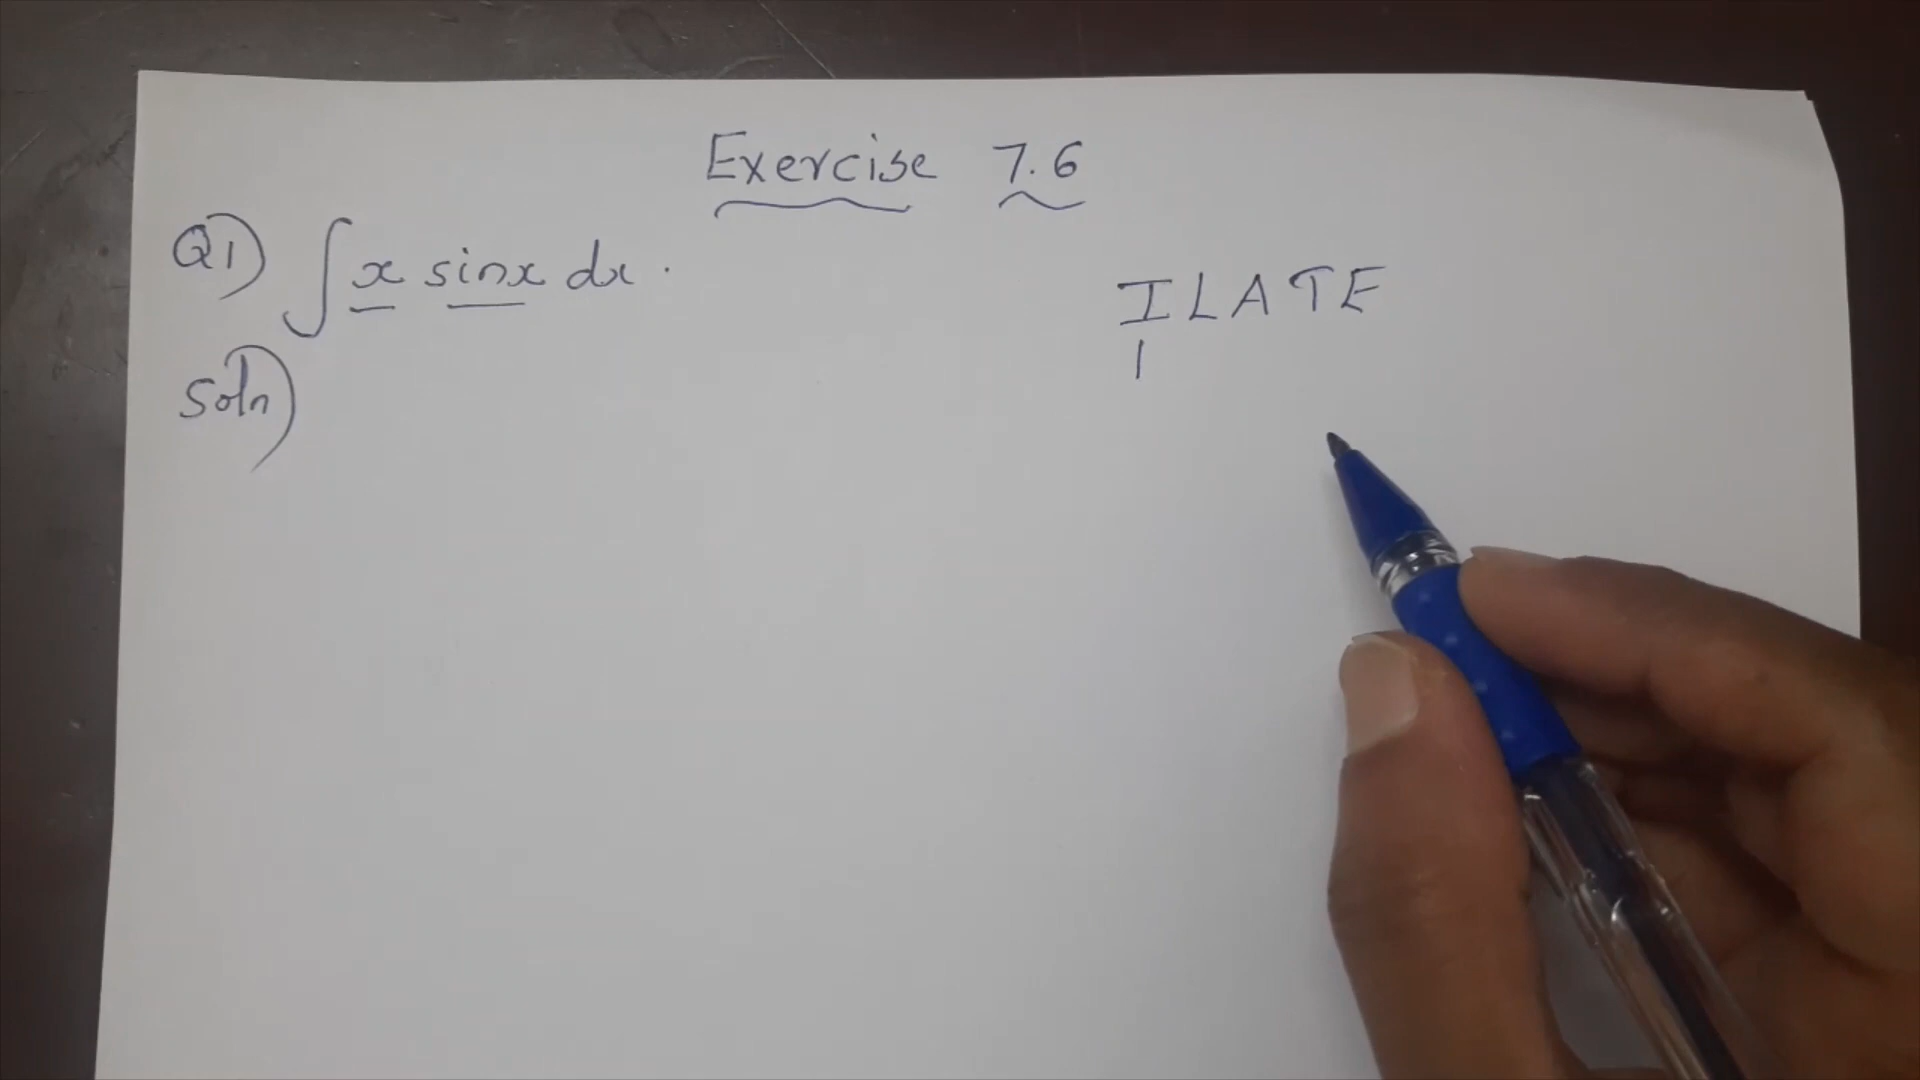 Exercise 7.6
Q1) ∫ x sinx dx.
ILATE
Soln)